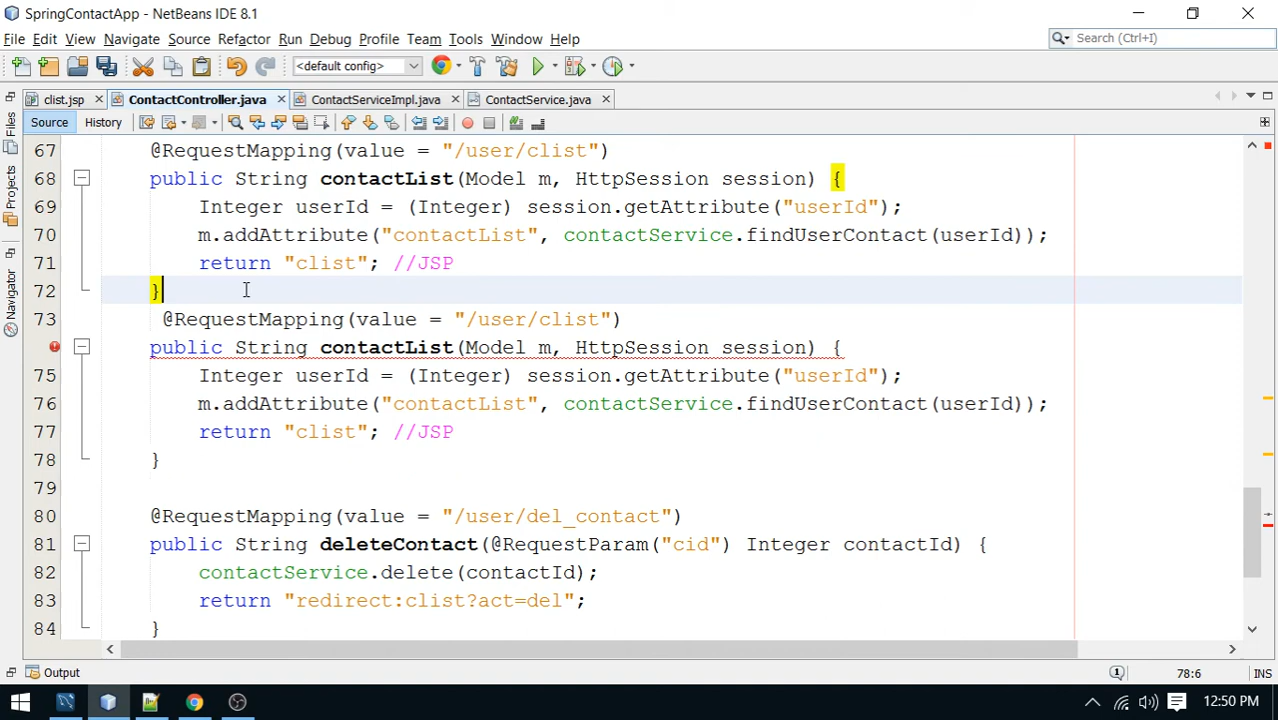 SpringContactApp - NetBeans IDE 8.1
File Edit View Navigate Source Refactor Run Debug Profile Team Tools Window Help
Search (Ctrl+I)
<default config>
clist.jsp ContactController.java ContactServiceImpl.java ContactService.java
Source History
Files
Projects
Navigator
67 @RequestMapping(value = "/user/clist")
68 public String contactList(Model m, HttpSession session) {
69 Integer userId = (Integer) session.getAttribute("userId");
70 m.addAttribute("contactList", contactService.findUserContact(userId));
71 return "clist"; //JSP
72 }
73 @RequestMapping(value = "/user/clist")
public String contactList(Model m, HttpSession session) {
75 Integer userId = (Integer) session.getAttribute("userId");
76 m.addAttribute("contactList", contactService.findUserContact(userId));
77 return "clist"; //JSP
78 }
79
80 @RequestMapping(value = "/user/del_contact")
81 public String deleteContact(@RequestParam("cid") Integer contactId) {
82 contactService.delete(contactId);
83 return "redirect:clist?act=del";
84 }
Output
78:6
INS
12:50 PM